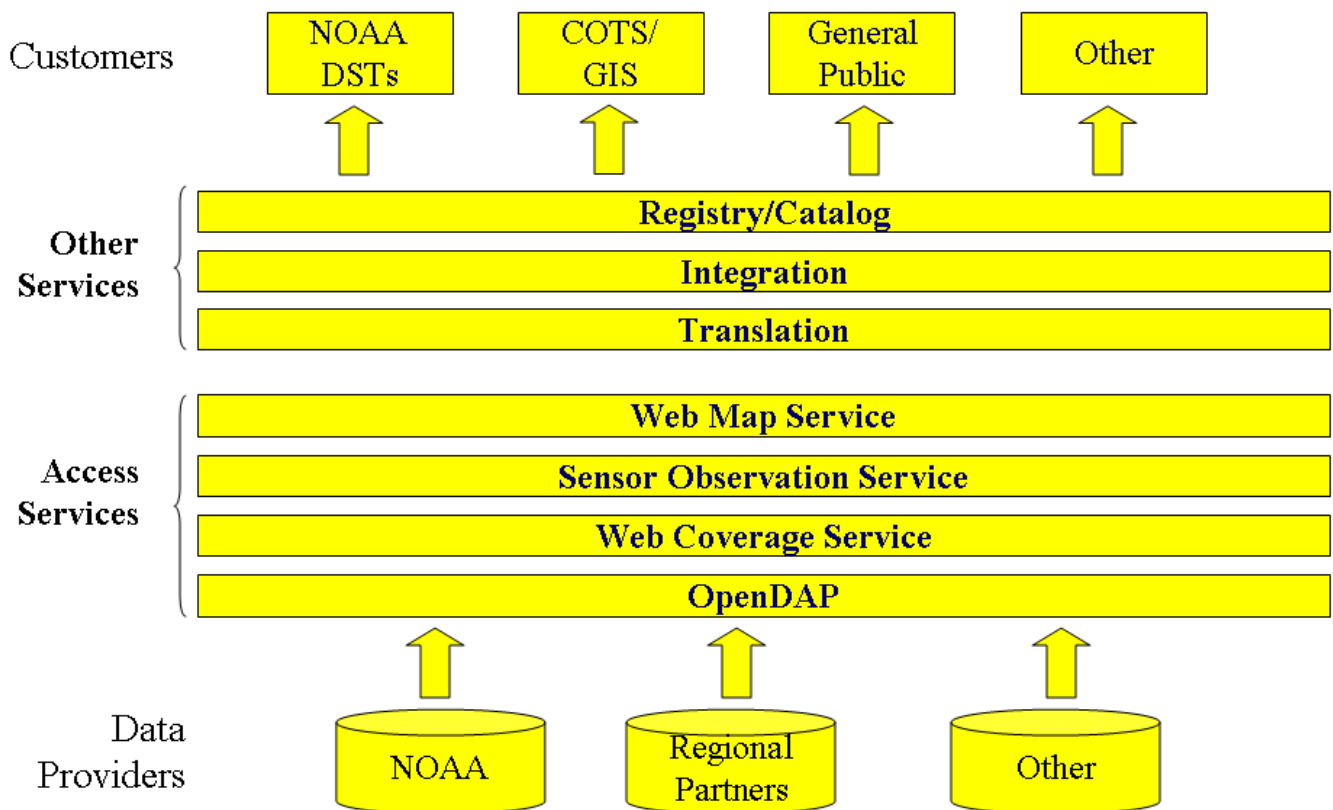 Customers
NOAA
DSTs
COTS/
GIS
General
Public
Other
Other
Services
Registry/Catalog
Integration
Translation
Access
Services
Web Map Service
Sensor Observation Service
Web Coverage Service
OpenDAP
Data
Providers
NOAA
Regional
Partners
Other